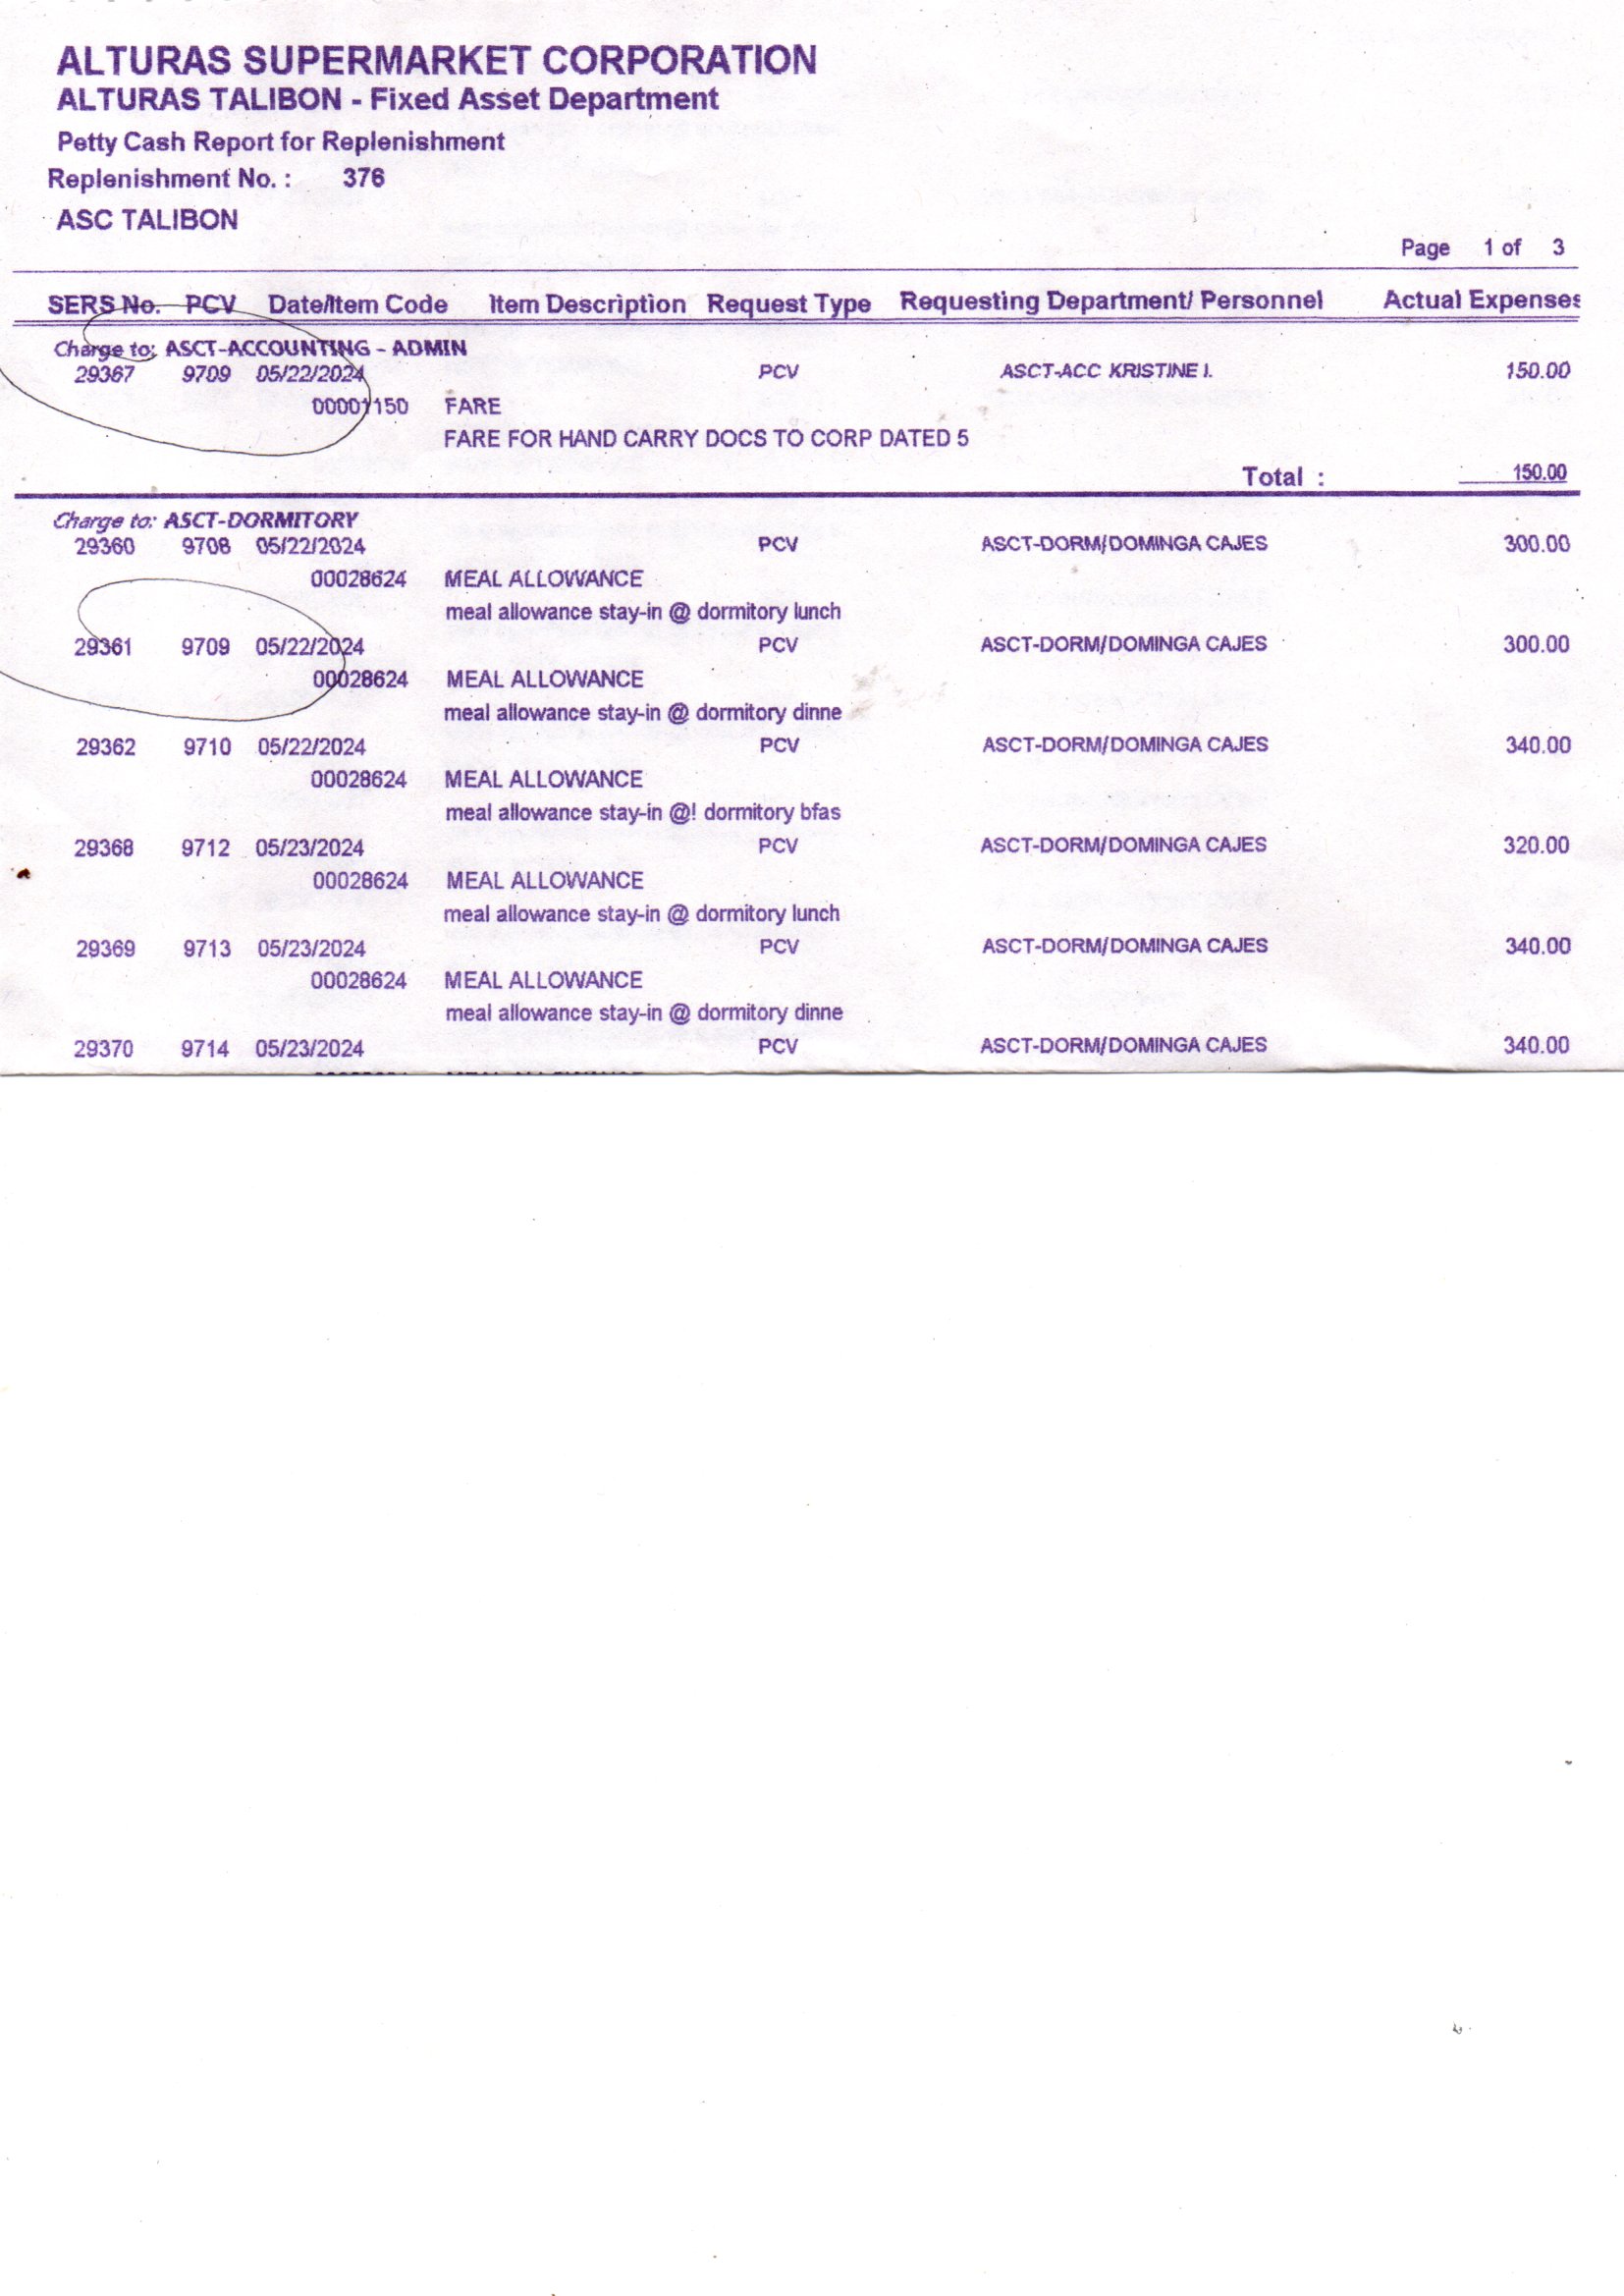 ALTURAS SUPERMARKET CORPORATION
ALTURAS TALIBON - Fixed Asset Department
Petty Cash Report for Replenishment
Replenishment No. : 376
ASC TALIBON
Page 1 of 3
SERS No. PCV Date/Item Code Item Description Request Type Requesting Department/ Personnel Actual Expenses
Charge to: ASCT-ACCOUNTING - ADMIN
29367 9709 05/22/2024 PCV ASCT-ACC KRISTINE I. 150.00
00001150 FARE
FARE FOR HAND CARRY DOCS TO CORP DATED 5
Total : 150.00
Charge to: ASCT-DORMITORY
29360 9708 05/22/2024 PCV ASCT-DORM/DOMINGA CAJES 300.00
00028624 MEAL ALLOWANCE
meal allowance stay-in @ dormitory lunch
29361 9709 05/22/2024 PCV ASCT-DORM/DOMINGA CAJES 300.00
00028624 MEAL ALLOWANCE
meal allowance stay-in @ dormitory dinne
29362 9710 05/22/2024 PCV ASCT-DORM/DOMINGA CAJES 340.00
00028624 MEAL ALLOWANCE
meal allowance stay-in @! dormitory bfas
29368 9712 05/23/2024 PCV ASCT-DORM/DOMINGA CAJES 320.00
00028624 MEAL ALLOWANCE
meal allowance stay-in @ dormitory lunch
29369 9713 05/23/2024 PCV ASCT-DORM/DOMINGA CAJES 340.00
00028624 MEAL ALLOWANCE
meal allowance stay-in @ dormitory dinne
29370 9714 05/23/2024 PCV ASCT-DORM/DOMINGA CAJES 340.00